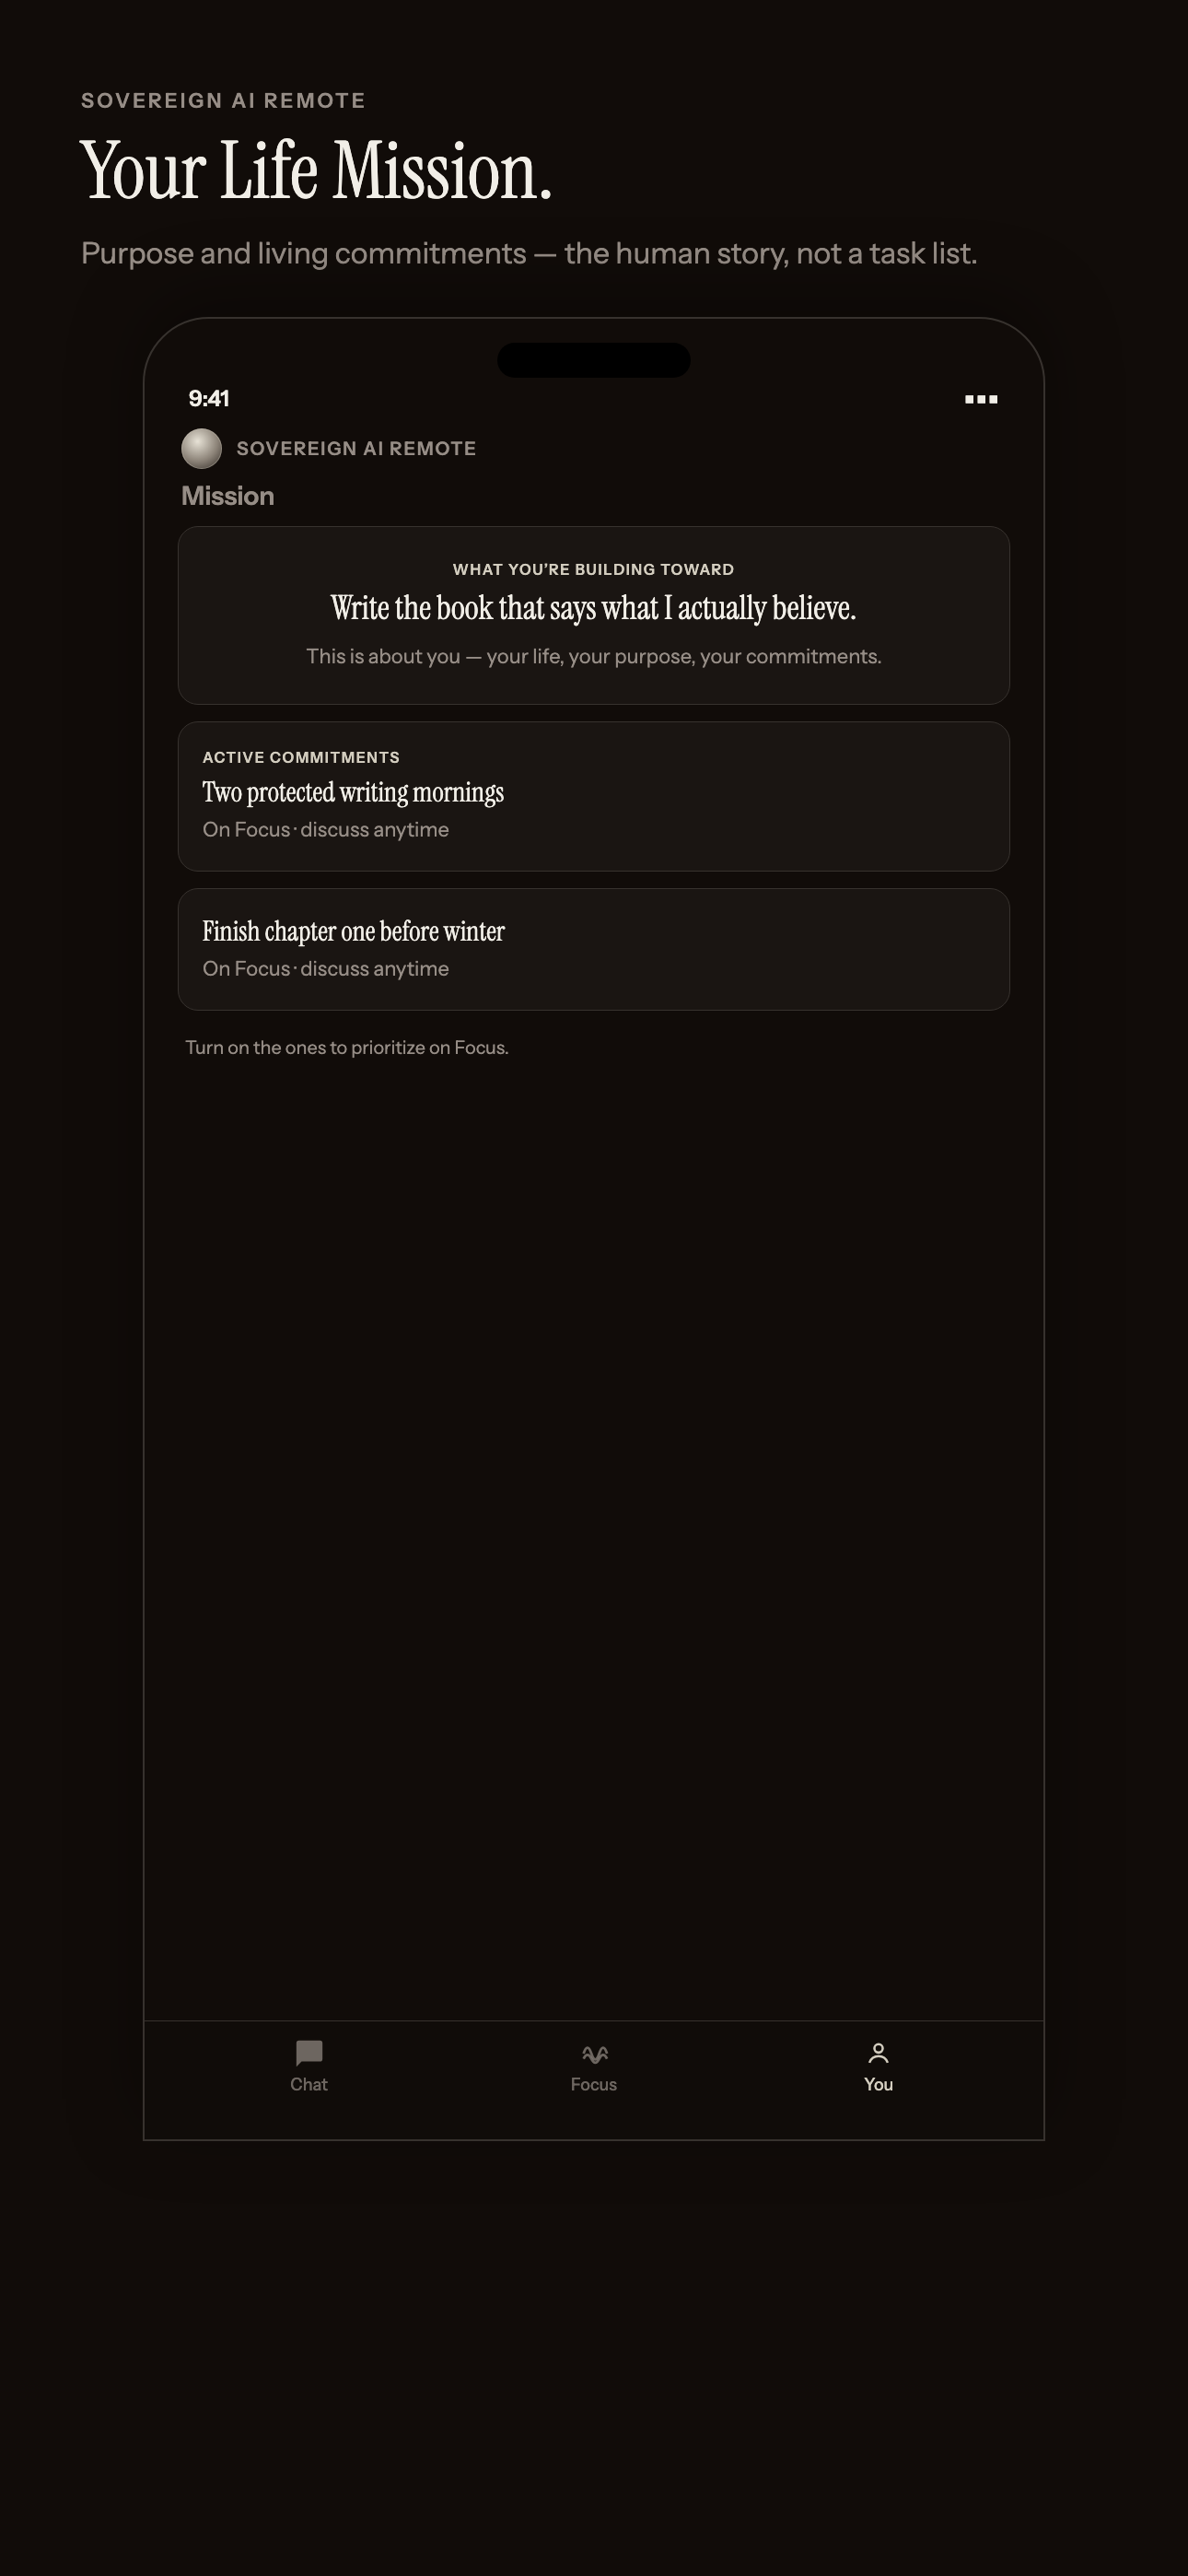 SOVEREIGN AI REMOTE
Your Life Mission.
Purpose and living commitments — the human story, not a task list.
9:41
SOVEREIGN AI REMOTE
Mission
WHAT YOU'RE BUILDING TOWARD
Write the book that says what I actually believe.
This is about you — your life, your purpose, your commitments.
ACTIVE COMMITMENTS
Two protected writing mornings
On Focus · discuss anytime
Finish chapter one before winter
On Focus · discuss anytime
Turn on the ones to prioritize on Focus.
Chat
Focus
You